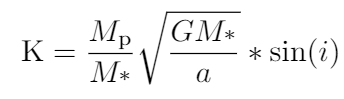 K = \frac{M_p}{M_*} \sqrt{\frac{GM_*}{a}} * sin(i)